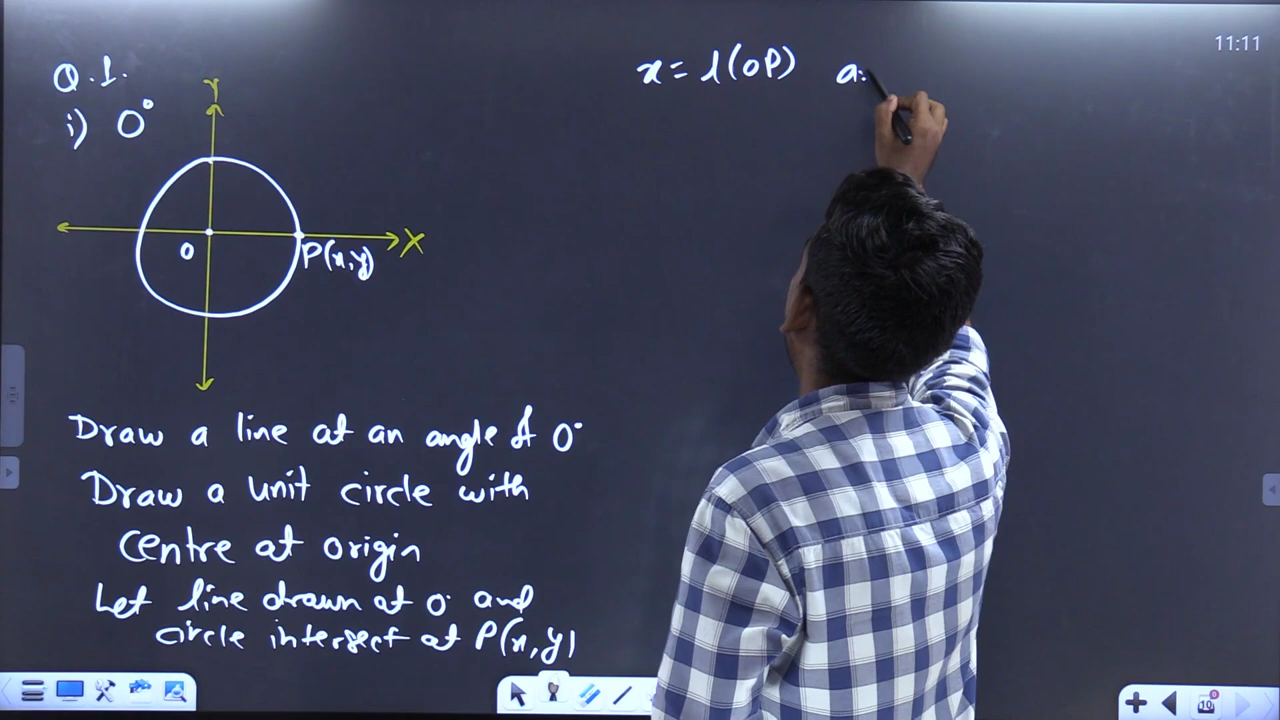 11:11
Q.1.
i) 0°
Y
X
O
P(x,y)
Draw a line at an angle of 0°
Draw a unit circle with
centre at origin
Let line drawn at 0° and
circle intersect at P(x,y)
x = l(OP) a
10